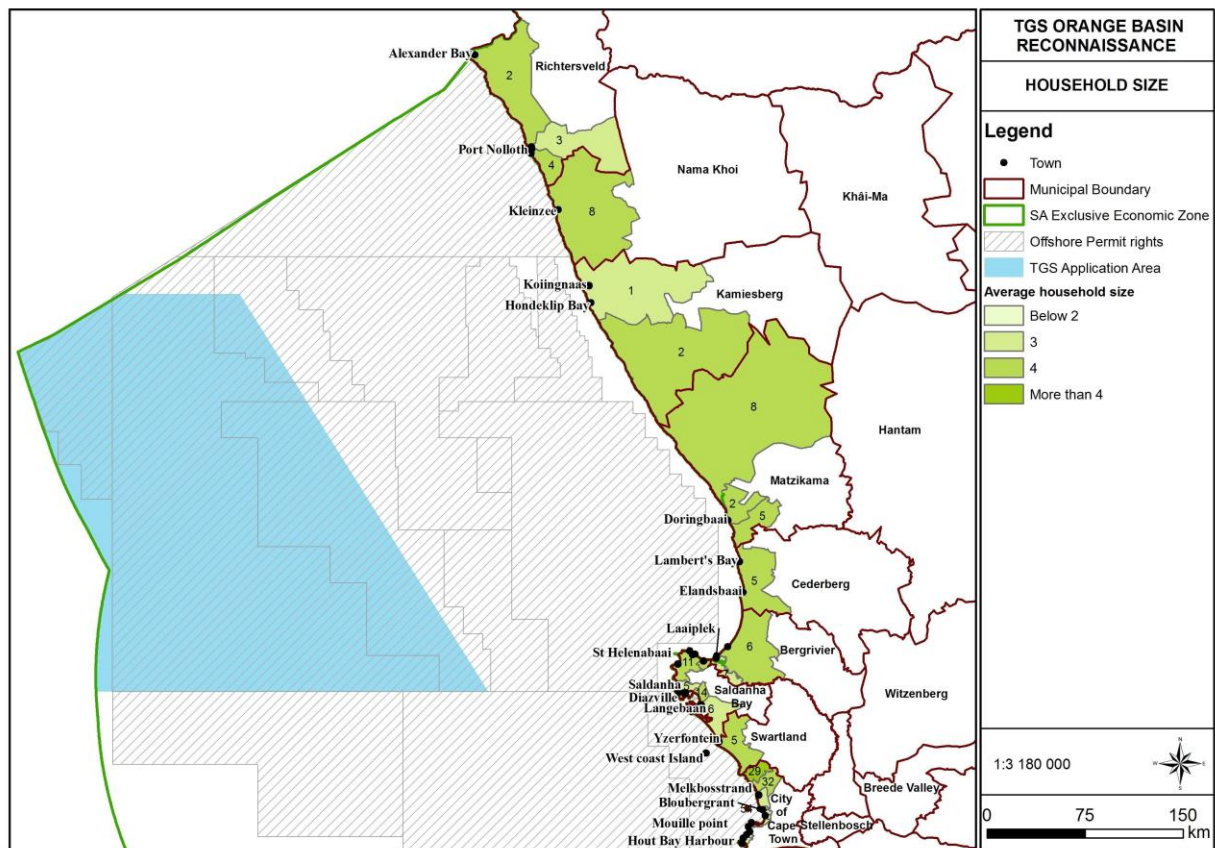 Alexander Bay
2
Richtersveld
3
Port Nolloth
4
Nama Khoi
Khâi-Ma
Kleinzee
8
Koiingnaas
1
Kamiesberg
Hondeklip Bay
2
8
Hantam
Matzikama
2
5
Doringbaai
Lambert's Bay
5
Cederberg
Elandsbaai
Laaiplek
6
Bergrivier
St Helenabaai
11
Witzenberg
Saldanha
5
14
Saldanha
Bay
Diazville
Langebaan
6
Swartland
Yzerfontein
5
West coast Island
29
32
Breede Valley
Melkbosstrand
Bloubergrant
City
of
Cape
Town
Stellenbosch
Mouille point
Hout Bay Harbour
TGS ORANGE BASIN
RECONNAISSANCE
HOUSEHOLD SIZE
Legend
Town
Municipal Boundary
SA Exclusive Economic Zone
Offshore Permit rights
TGS Application Area
Average household size
Below 2
3
4
More than 4
1:3 180 000
N
W E
S
0 75 150
km